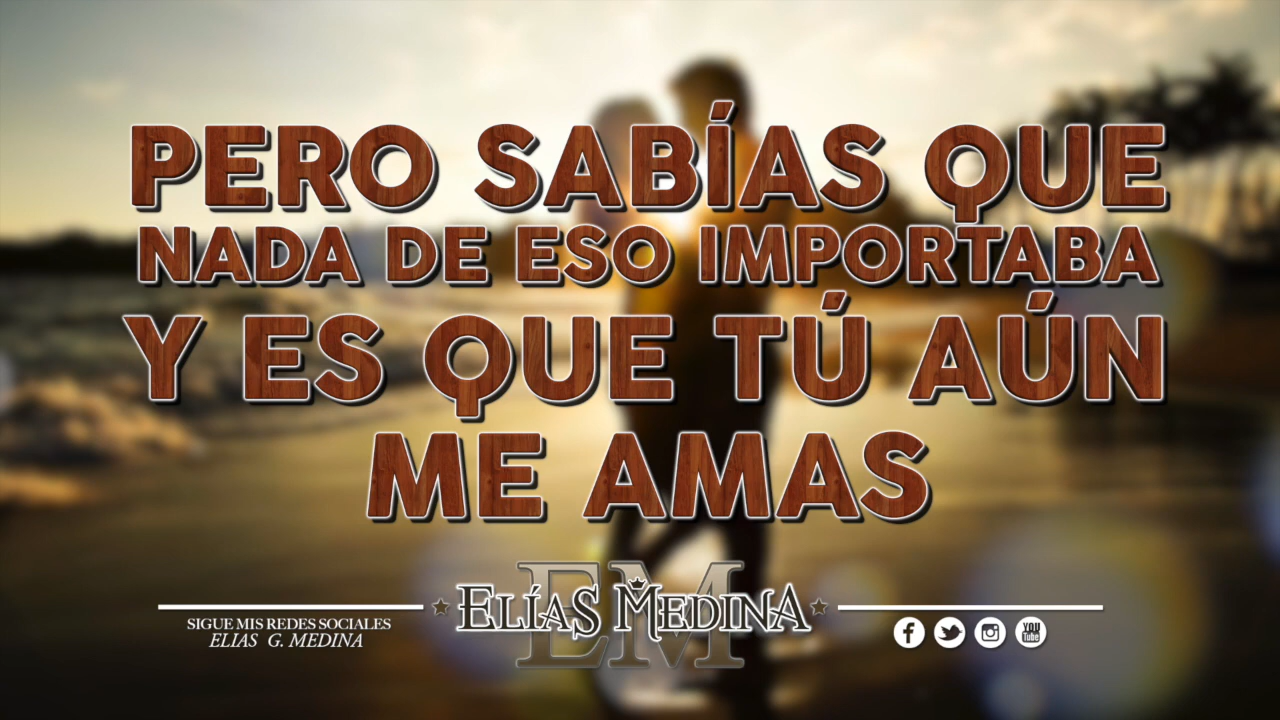 PERO SABÍAS QUE
NADA DE ESO IMPORTABA
Y ES QUE TÚ AÚN
ME AMAS
EM
ELÍAS MEDINA
SIGUE MIS REDES SOCIALES
ELIAS G. MEDINA
YOU Tube